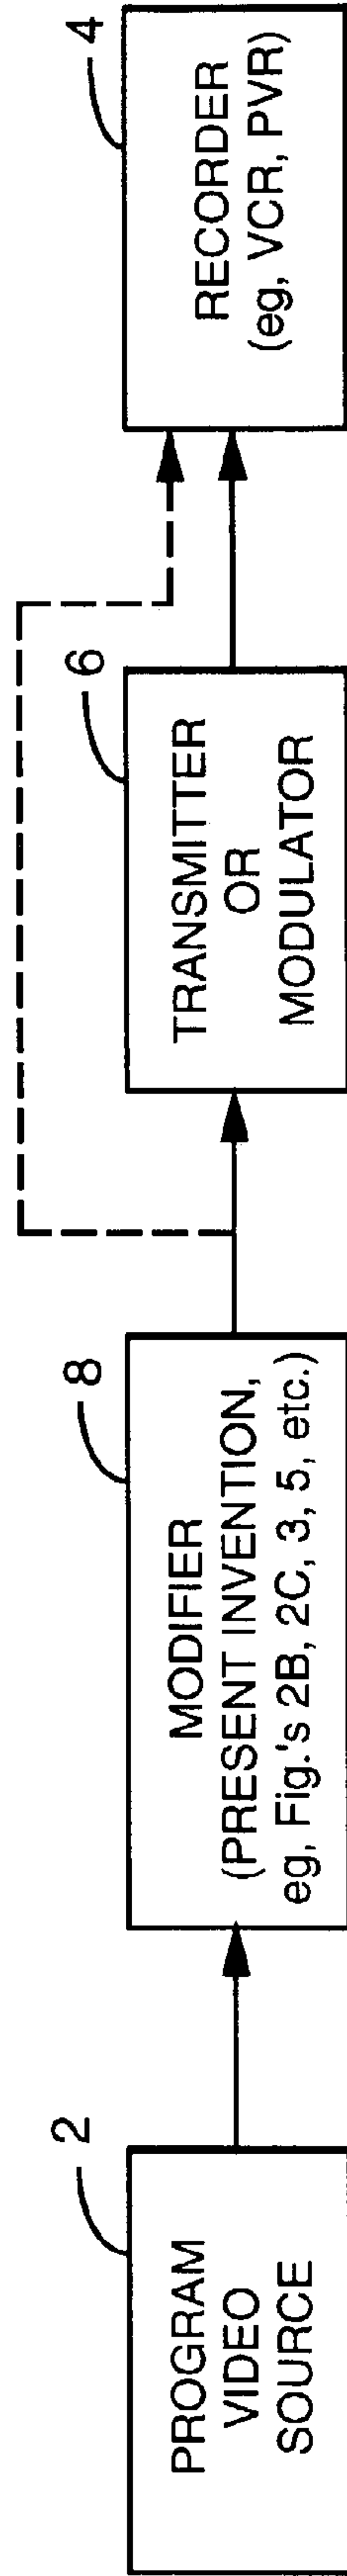 2
PROGRAM
VIDEO
SOURCE
8
MODIFIER
(PRESENT INVENTION,
eg, Fig.'s 2B, 2C, 3, 5, etc.)
6
TRANSMITTER
OR
MODULATOR
4
RECORDER
(eg, VCR, PVR)